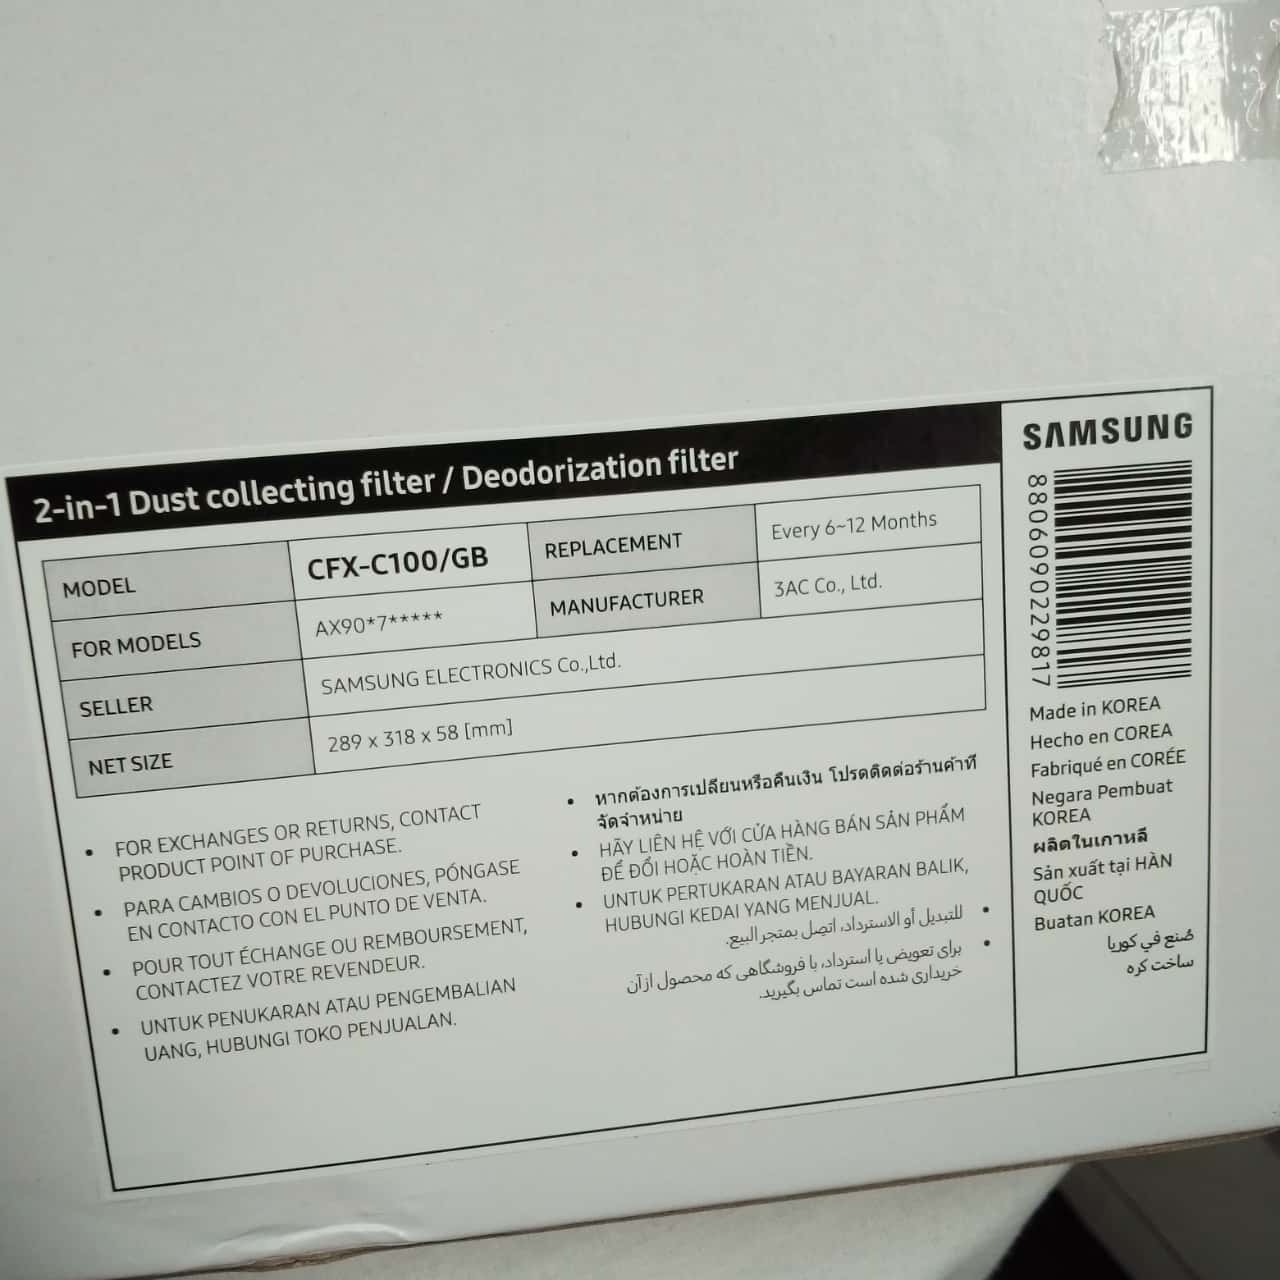 2-in-1 Dust collecting filter / Deodorization filter
MODEL
CFX-C100/GB
REPLACEMENT
Every 6~12 Months
FOR MODELS
AX90*7*****
MANUFACTURER
3AC Co., Ltd.
SELLER
SAMSUNG ELECTRONICS Co.,Ltd.
NET SIZE
289 x 318 x 58 [mm]
• FOR EXCHANGES OR RETURNS, CONTACT
PRODUCT POINT OF PURCHASE.
• PARA CAMBIOS O DEVOLUCIONES, PÓNGASE
EN CONTACTO CON EL PUNTO DE VENTA.
• POUR TOUT ÉCHANGE OU REMBOURSEMENT,
CONTACTEZ VOTRE REVENDEUR.
• UNTUK PENUKARAN ATAU PENGEMBALIAN
UANG, HUBUNGI TOKO PENJUALAN.
• หากต้องการเปลี่ยนหรือคืนเงิน โปรดติดต่อร้านค้าที่
จัดจำหน่าย
• HÃY LIÊN HỆ VỚI CỬA HÀNG BÁN SẢN PHẨM
ĐỂ ĐỔI HOẶC HOÀN TIỀN.
• UNTUK PERTUKARAN ATAU BAYARAN BALIK,
HUBUNGI KEDAI YANG MENJUAL.
• للتبديل أو الاسترداد، اتصل بمتجر البيع.
• برای تعویض یا استرداد، با فروشگاهی که محصول از آن
خریداری شده است تماس بگیرید.
SAMSUNG
8806090229817
Made in KOREA
Hecho en COREA
Fabriqué en CORÉE
Negara Pembuat
KOREA
ผลิตในเกาหลี
Sản xuất tại HÀN
QUỐC
Buatan KOREA
صُنع في كوريا
ساخت کره